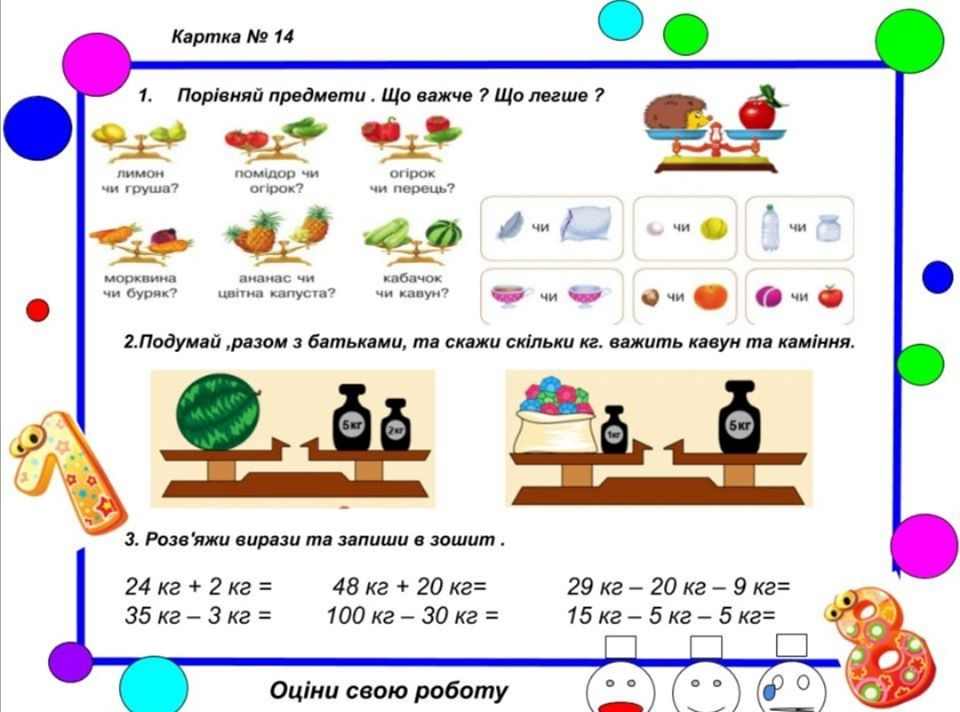 Картка № 14
1. Порівняй предмети . Що важче ? Що легше ?
лимон
чи груша?
помідор чи
огірок?
огірок
чи перець?
чи
чи
чи
морквина
чи буряк?
ананас чи
цвітна капуста?
кабачок
чи кавун?
чи
чи
чи
2.Подумай ,разом з батьками, та скажи скільки кг. важить кавун та каміння.
5кг
2кг
1кг
5кг
3. Розв'яжи вирази та запиши в зошит .
24 кг + 2 кг = 48 кг + 20 кг= 29 кг – 20 кг – 9 кг=
35 кг – 3 кг = 100 кг – 30 кг = 15 кг – 5 кг – 5 кг=
Оціни свою роботу